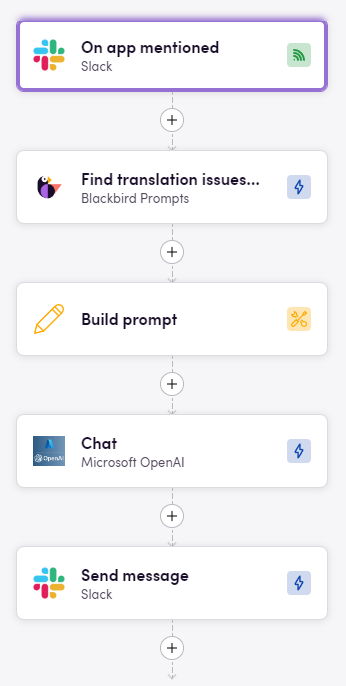 On app mentioned
Slack
Find translation issues...
Blackbird Prompts
Build prompt
OpenAI
Chat
Microsoft OpenAI
Send message
Slack